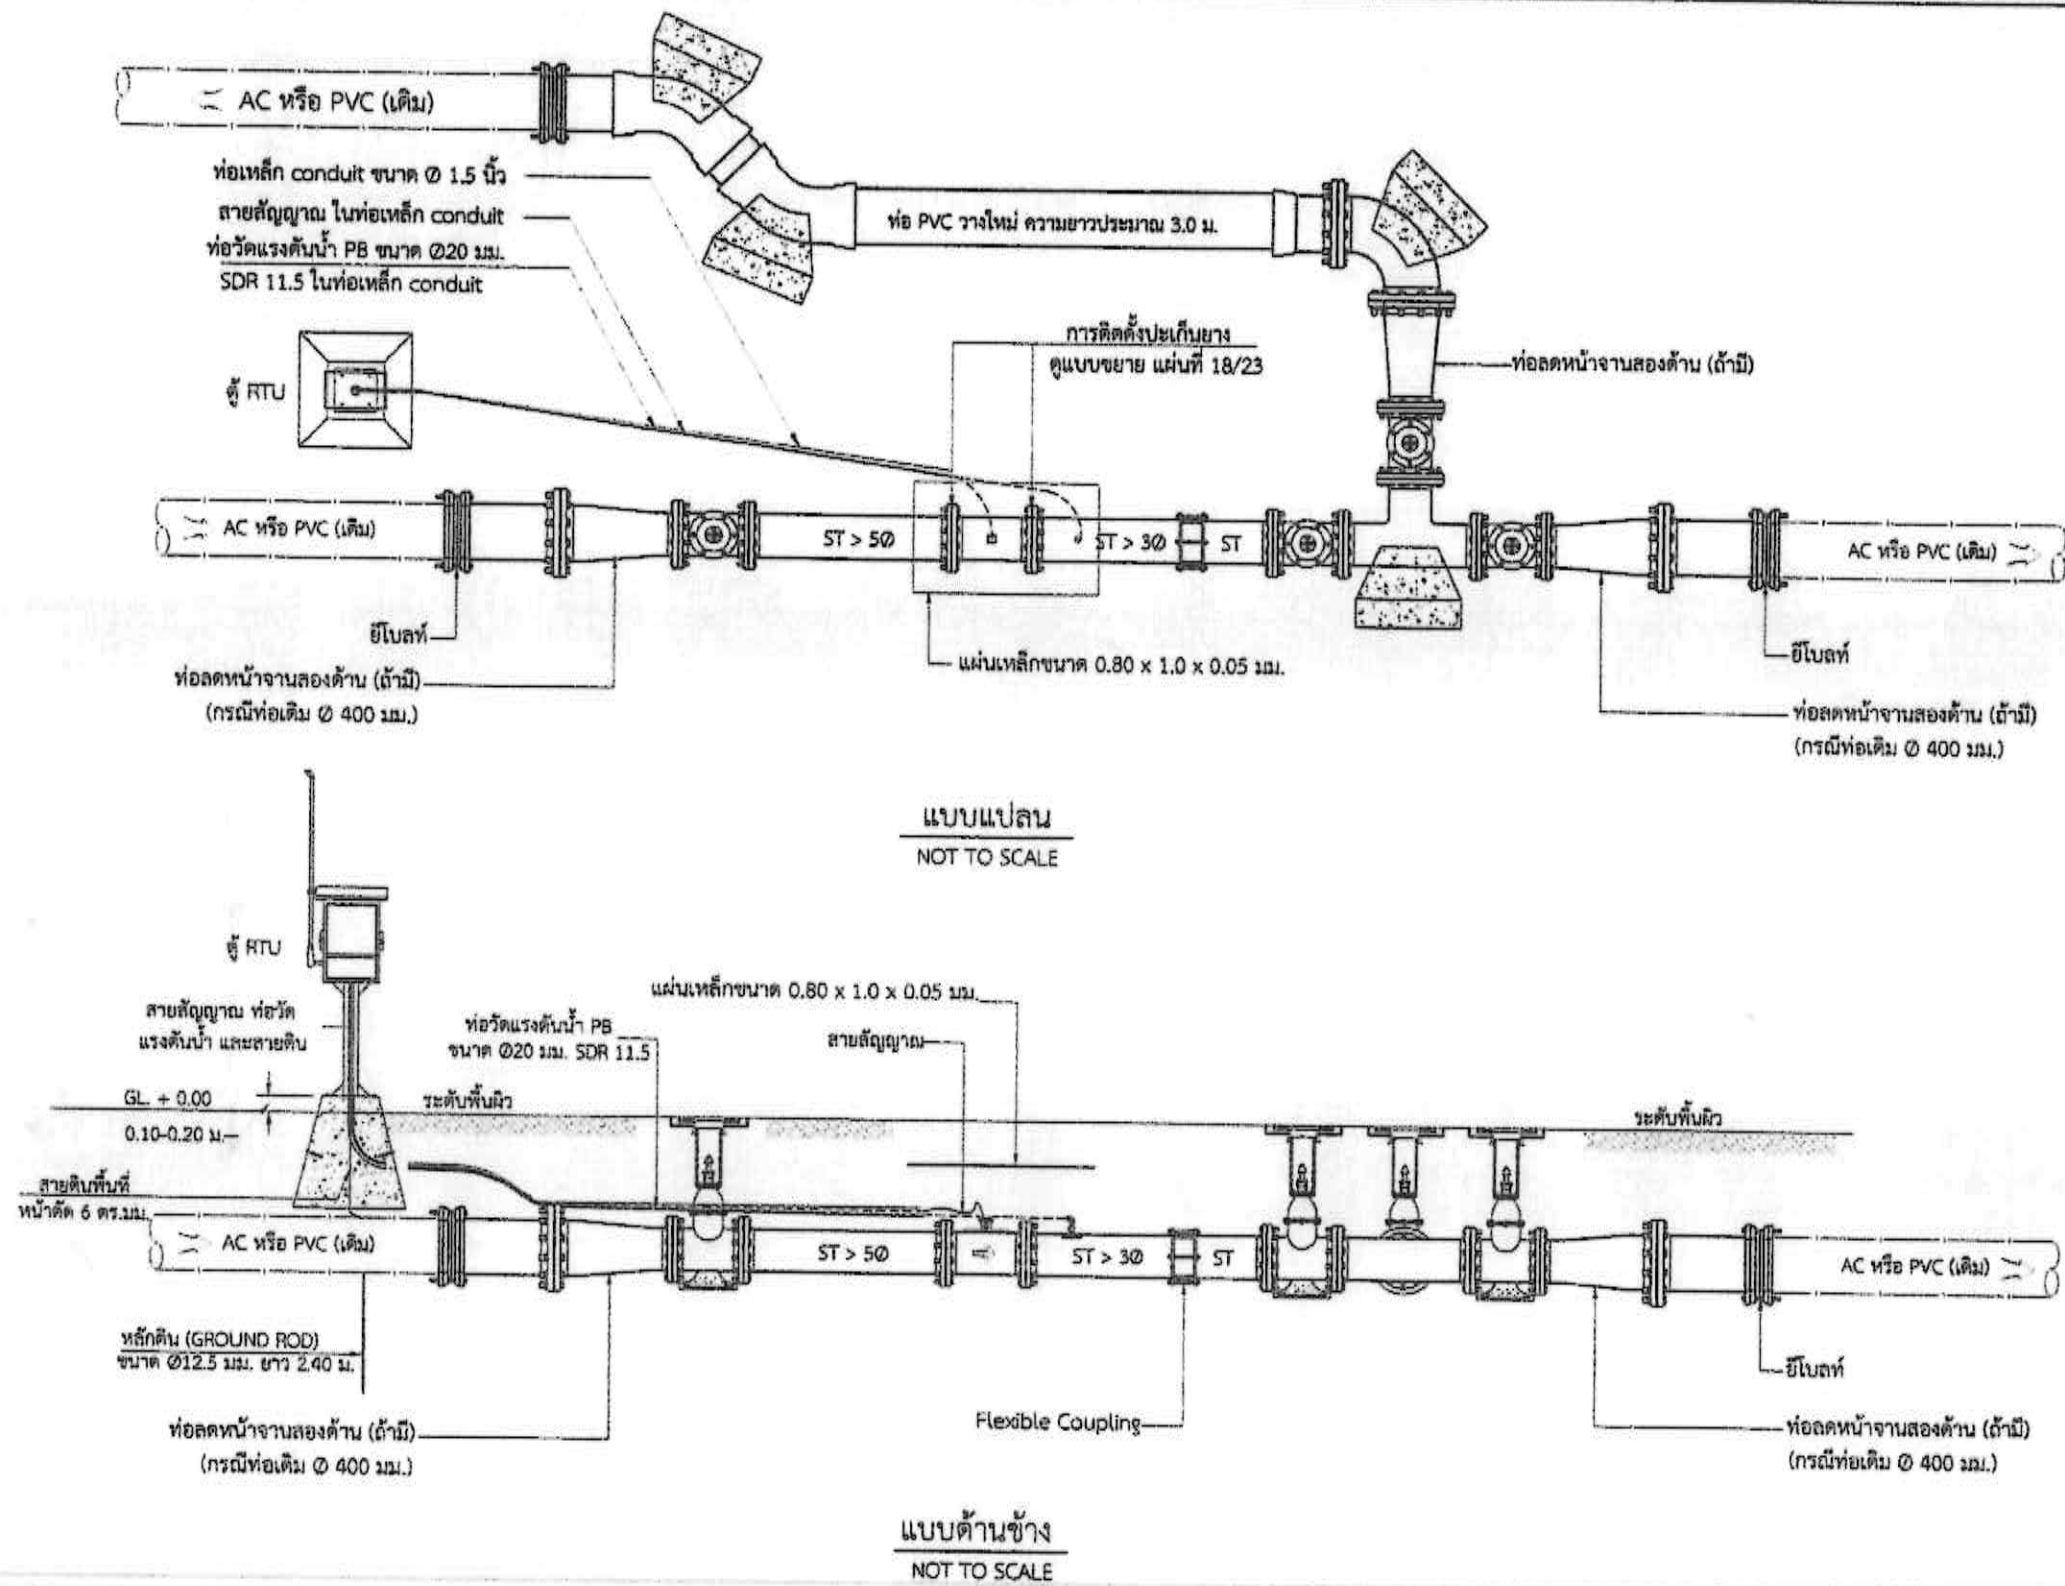 AC หรือ PVC (เดิม)
ท่อเหล็ก conduit ขนาด Ø 1.5 นิ้ว
สายสัญญาณ ในท่อเหล็ก conduit
ท่อวัดแรงดันน้ำ PB ขนาด Ø20 มม.
SDR 11.5 ในท่อเหล็ก conduit
ท่อ PVC วางใหม่ ความยาวประมาณ 3.0 ม.
การติดตั้งปะเก็นยาง
ดูแบบขยาย แผ่นที่ 18/23
ท่อลดหน้าจานสองด้าน (ถ้ามี)
ตู้ RTU
AC หรือ PVC (เดิม)
ST > 5Ø
ST > 3Ø
ST
AC หรือ PVC (เดิม)
ยีโบลท์
แผ่นเหล็กขนาด 0.80 x 1.0 x 0.05 มม.
ยีโบลท์
ท่อลดหน้าจานสองด้าน (ถ้ามี)
(กรณีท่อเดิม Ø 400 มม.)
ท่อลดหน้าจานสองด้าน (ถ้ามี)
(กรณีท่อเดิม Ø 400 มม.)
แบบแปลน
NOT TO SCALE
ตู้ RTU
สายสัญญาณ ท่อวัด
แรงดันน้ำ และสายดิน
ท่อวัดแรงดันน้ำ PB
ขนาด Ø20 มม. SDR 11.5
แผ่นเหล็กขนาด 0.80 x 1.0 x 0.05 มม.
สายสัญญาณ
GL. + 0.00
0.10-0.20 ม.
ระดับพื้นผิว
ระดับพื้นผิว
สายดินพื้นที่
หน้าตัด 6 ตร.มม.
AC หรือ PVC (เดิม)
ST > 5Ø
ST > 3Ø
ST
AC หรือ PVC (เดิม)
หลักดิน (GROUND ROD)
ขนาด Ø12.5 มม. ยาว 2.40 ม.
ยีโบลท์
ท่อลดหน้าจานสองด้าน (ถ้ามี)
(กรณีท่อเดิม Ø 400 มม.)
Flexible Coupling
ท่อลดหน้าจานสองด้าน (ถ้ามี)
(กรณีท่อเดิม Ø 400 มม.)
แบบด้านข้าง
NOT TO SCALE